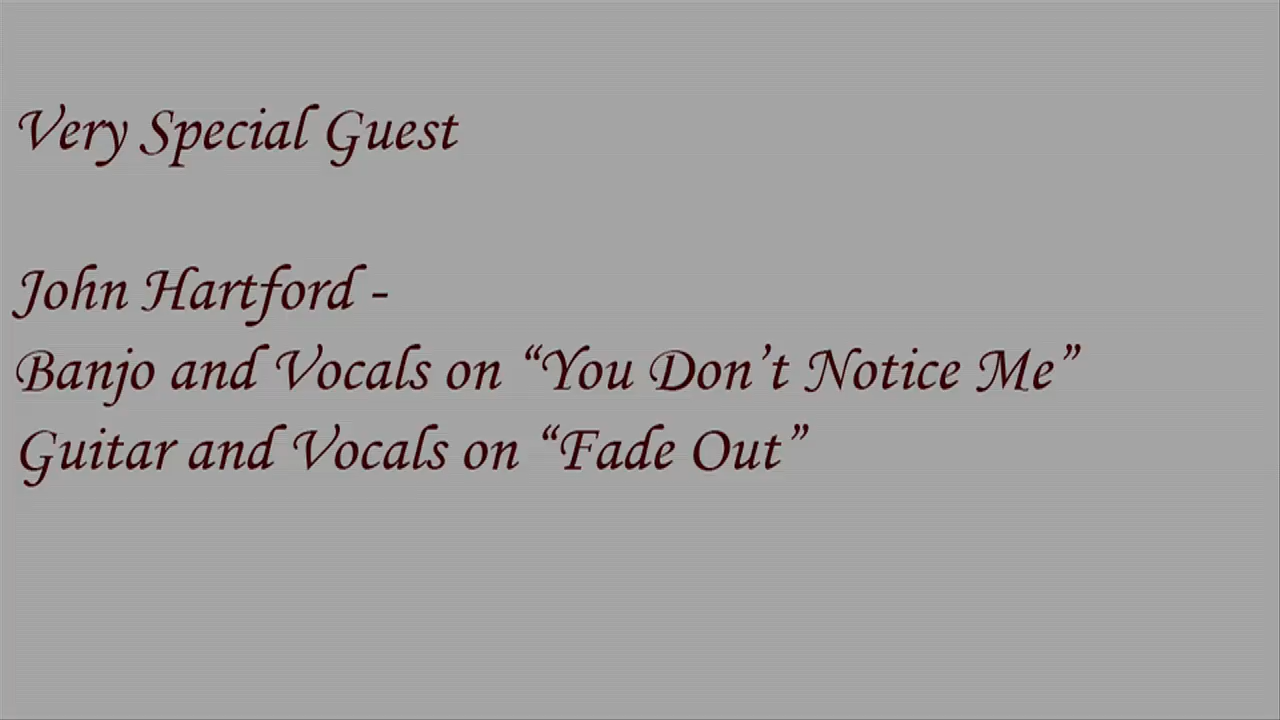 Very Special Guest
John Hartford -
Banjo and Vocals on “You Don’t Notice Me”
Guitar and Vocals on “Fade Out”